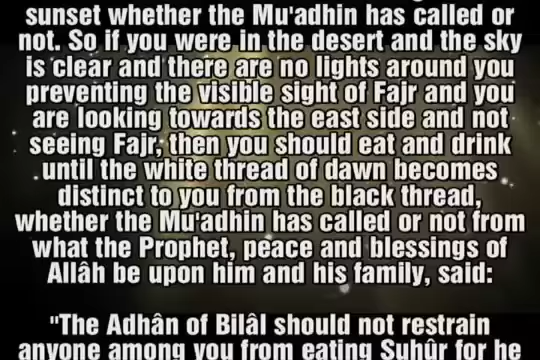 sunset whether the Mu'adhin has called or
not. So if you were in the desert and the sky
is clear and there are no lights around you
preventing the visible sight of Fajr and you
are looking towards the east side and not
seeing Fajr, then you should eat and drink
until the white thread of dawn becomes
distinct to you from the black thread,
whether the Mu'adhin has called or not from
what the Prophet, peace and blessings of
Allâh be upon him and his family, said:
"The Adhân of Bilâl should not restrain
anyone among you from eating Suhûr for he